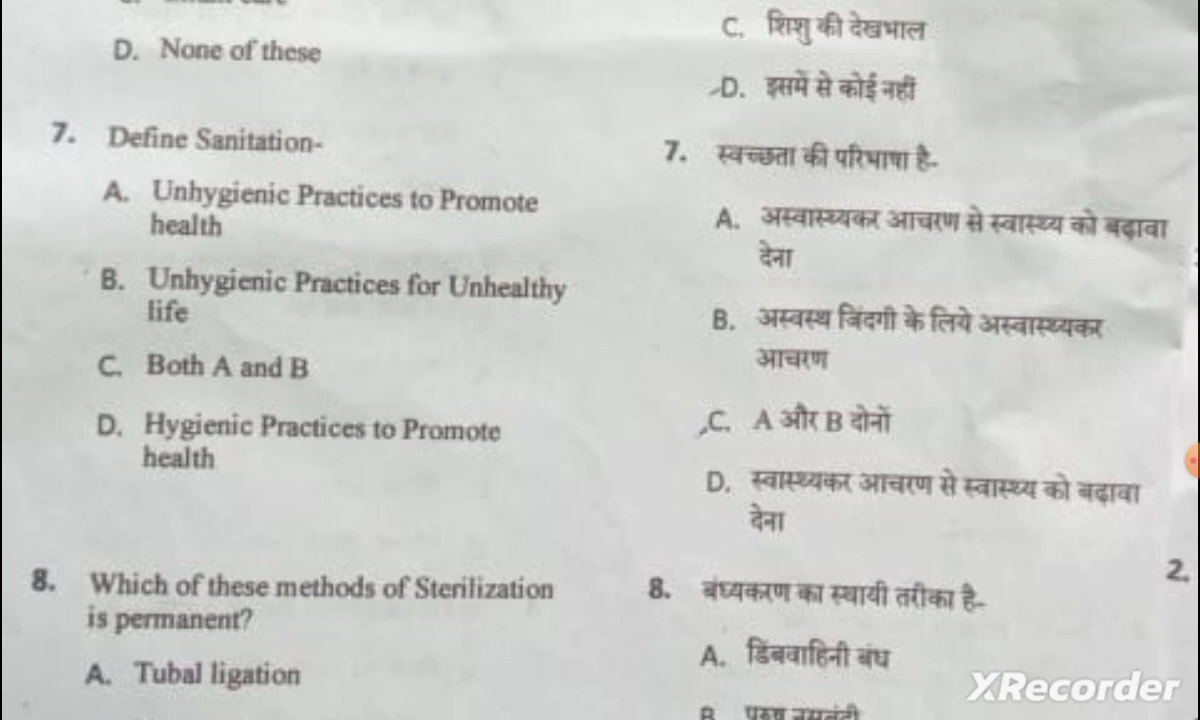 D. None of these
7. Define Sanitation-
A. Unhygienic Practices to Promote
health
B. Unhygienic Practices for Unhealthy
life
C. Both A and B
D. Hygienic Practices to Promote
health
8. Which of these methods of Sterilization
is permanent?
A. Tubal ligation
C. शिशु की देखभाल
D. इसमें से कोई नहीं
7. स्वच्छता की परिभाषा है-
A. अस्वास्थ्यकर आचरण से स्वास्थ्य को बढ़ावा
देना
B. अस्वस्थ जिंदगी के लिये अस्वास्थ्यकर
आचरण
C. A और B दोनों
D. स्वास्थ्यकर आचरण से स्वास्थ्य को बढ़ावा
देना
8. बंध्यकरण का स्थायी तरीका है-
A. डिंबवाहिनी बंध
B. पुरुष नसबंदी
2.
XRecorder